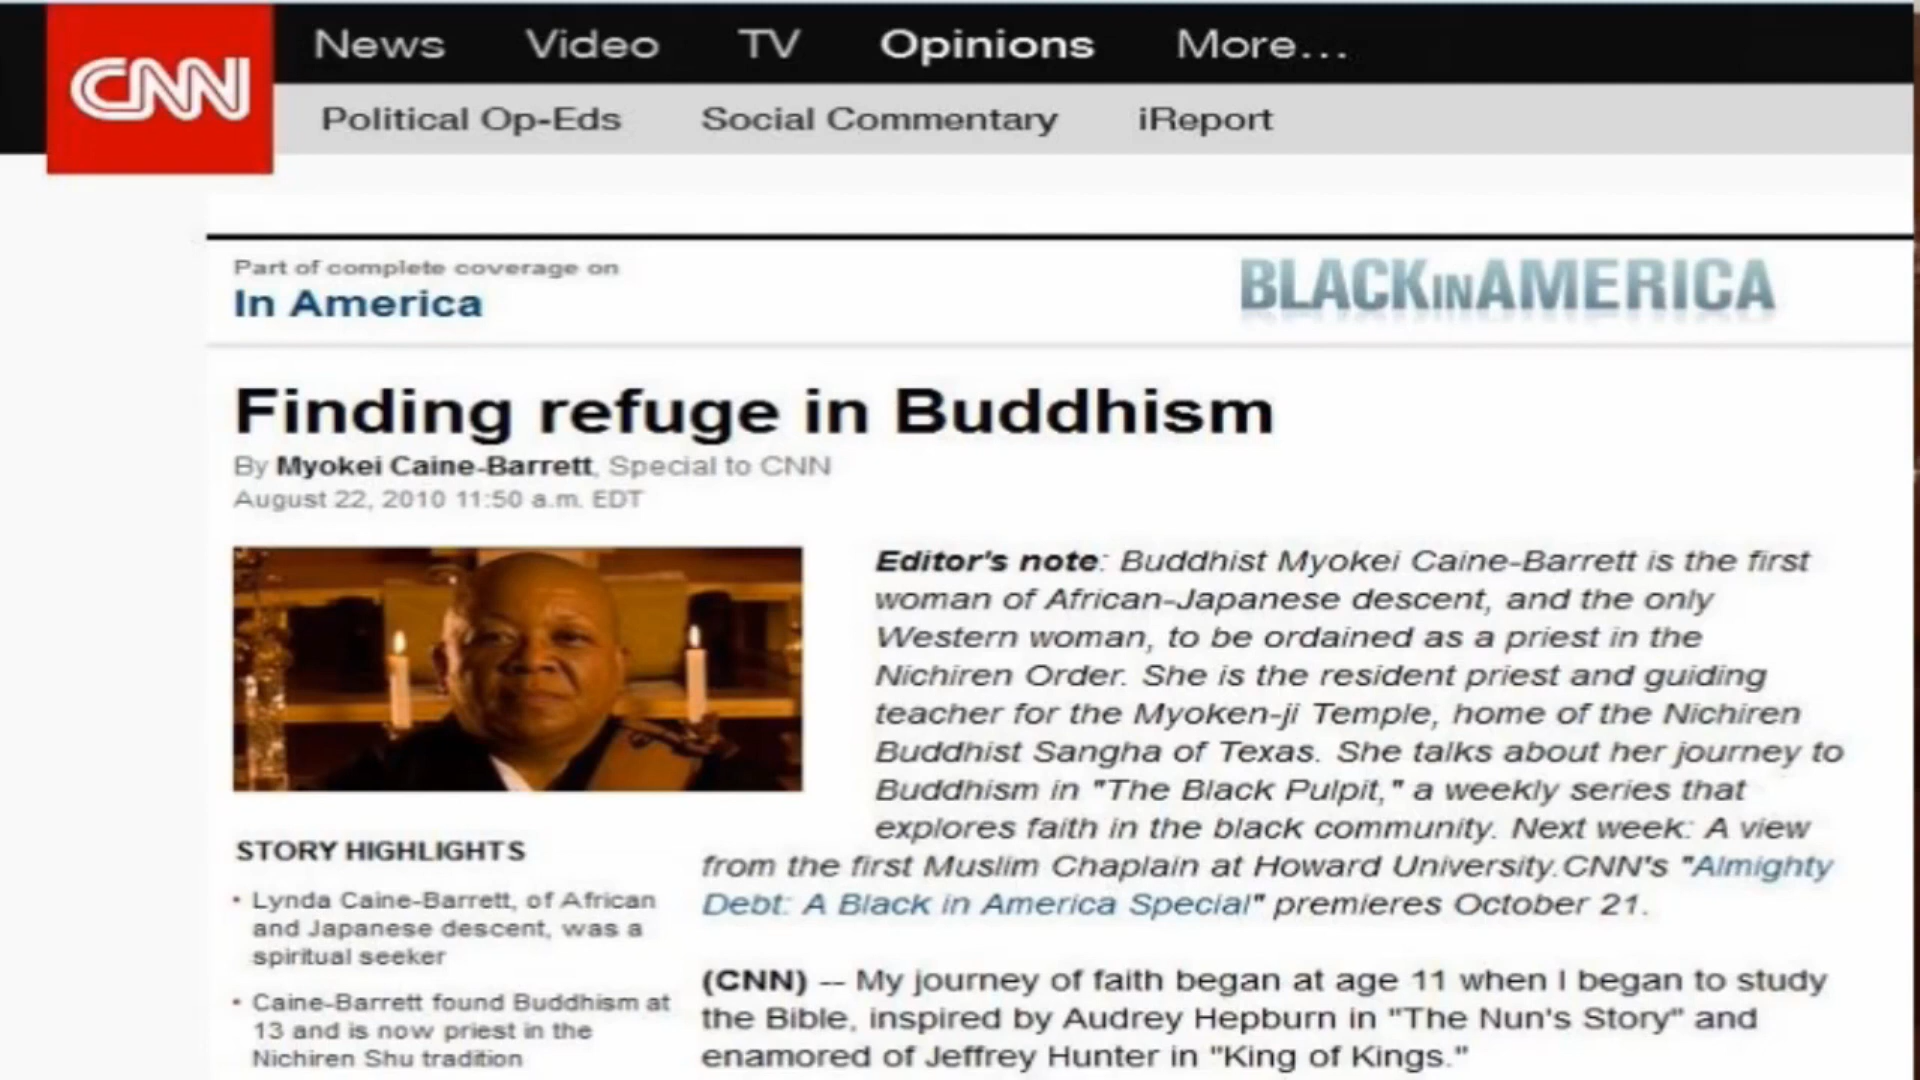 CNN
News Video TV Opinions More...
Political Op-Eds Social Commentary iReport
Part of complete coverage on
In America
BLACK IN AMERICA
Finding refuge in Buddhism
By Myokei Caine-Barrett, Special to CNN
August 22, 2010 11:50 a.m. EDT
Editor's note: Buddhist Myokei Caine-Barrett is the first
woman of African-Japanese descent, and the only
Western woman, to be ordained as a priest in the
Nichiren Order. She is the resident priest and guiding
teacher for the Myoken-ji Temple, home of the Nichiren
Buddhist Sangha of Texas. She talks about her journey to
Buddhism in "The Black Pulpit," a weekly series that
explores faith in the black community. Next week: A view
from the first Muslim Chaplain at Howard University.CNN's "Almighty
Debt: A Black in America Special" premieres October 21.
(CNN) -- My journey of faith began at age 11 when I began to study
the Bible, inspired by Audrey Hepburn in "The Nun's Story" and
enamored of Jeffrey Hunter in "King of Kings."
STORY HIGHLIGHTS
• Lynda Caine-Barrett, of African
and Japanese descent, was a
spiritual seeker
• Caine-Barrett found Buddhism at
13 and is now priest in the
Nichiren Shu tradition